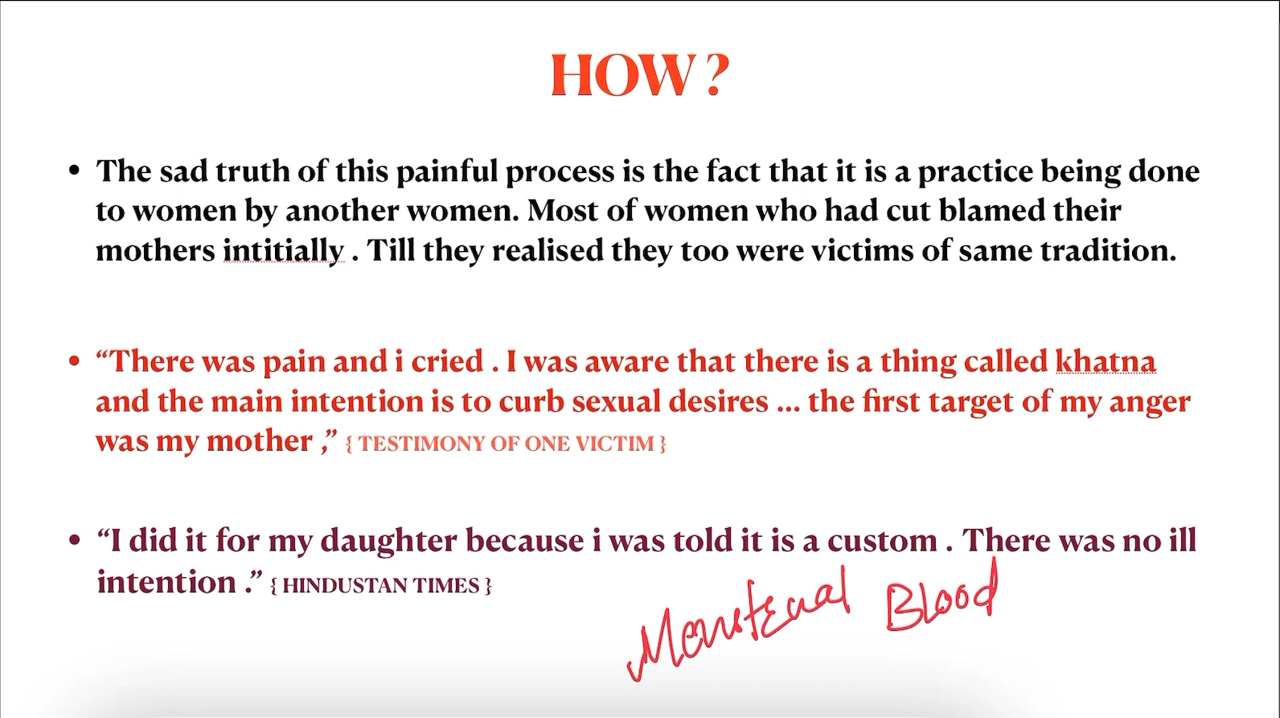 HOW?
• The sad truth of this painful process is the fact that it is a practice being done
to women by another women. Most of women who had cut blamed their
mothers intitially . Till they realised they too were victims of same tradition.
• “There was pain and i cried . I was aware that there is a thing called khatna
and the main intention is to curb sexual desires ... the first target of my anger
was my mother ,” { TESTIMONY OF ONE VICTIM }
• “I did it for my daughter because i was told it is a custom . There was no ill
intention .” { HINDUSTAN TIMES }
Menstrual Blood